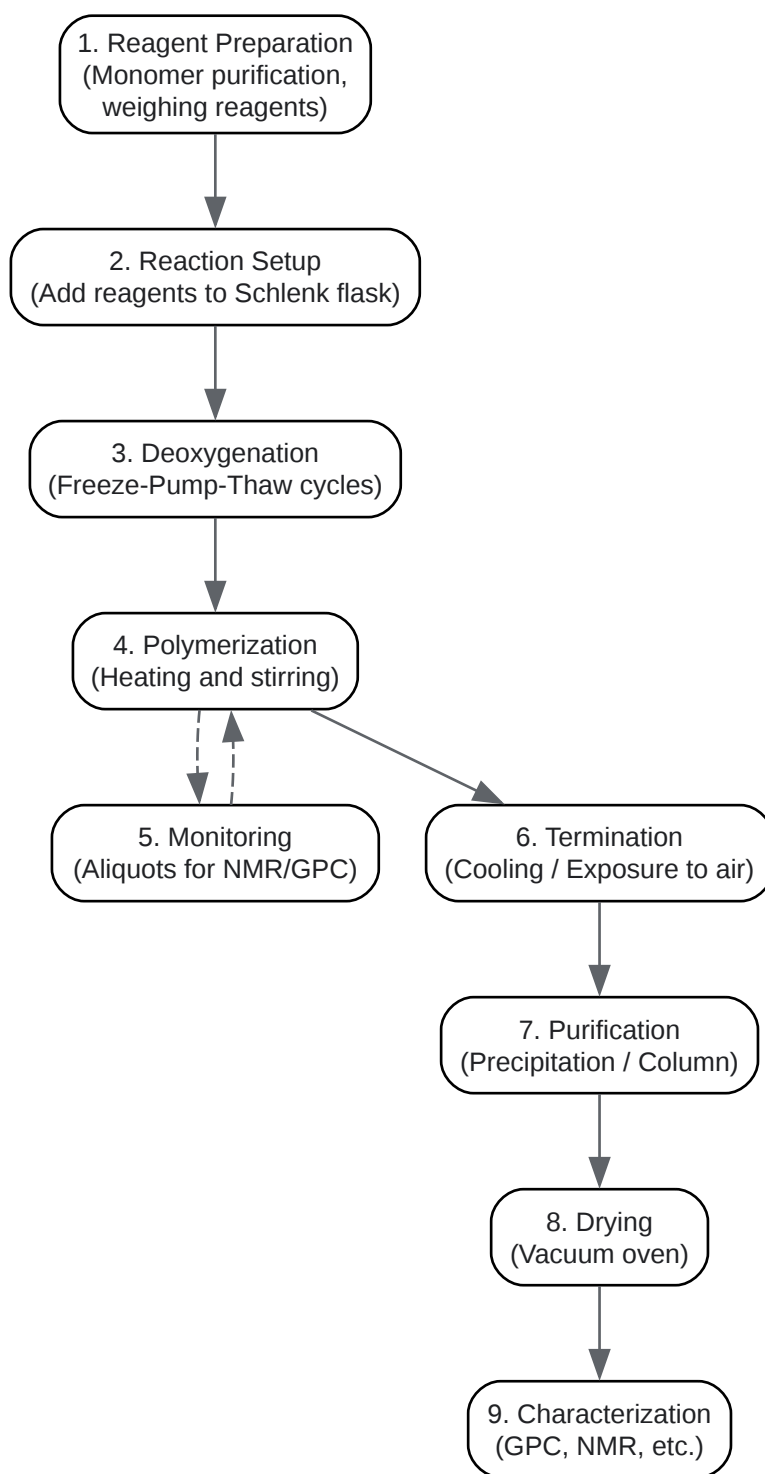 1. Reagent Preparation
(Monomer purification,
weighing reagents)
2. Reaction Setup
(Add reagents to Schlenk flask)
3. Deoxygenation
(Freeze-Pump-Thaw cycles)
4. Polymerization
(Heating and stirring)
5. Monitoring
(Aliquots for NMR/GPC)
6. Termination
(Cooling / Exposure to air)
7. Purification
(Precipitation / Column)
8. Drying
(Vacuum oven)
9. Characterization
(GPC, NMR, etc.)